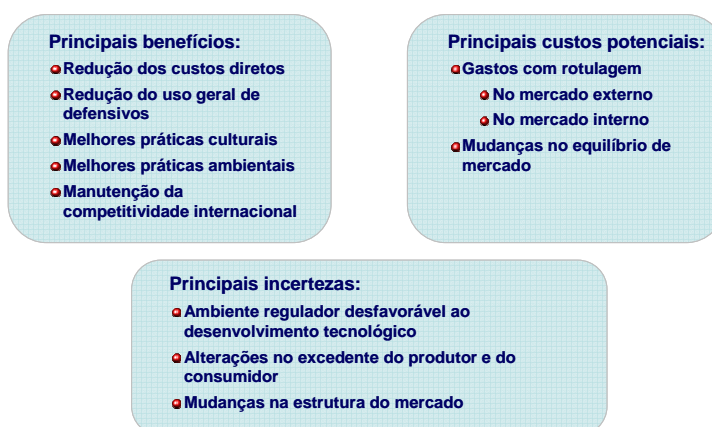 Principais benefícios:
Redução dos custos diretos
Redução do uso geral de
defensivos
Melhores práticas culturais
Melhores práticas ambientais
Manutenção da
competitividade internacional
Principais custos potenciais:
Gastos com rotulagem
No mercado externo
No mercado interno
Mudanças no equilíbrio de
mercado
Principais incertezas:
Ambiente regulador desfavorável ao
desenvolvimento tecnológico
Alterações no excedente do produtor e do
consumidor
Mudanças na estrutura do mercado